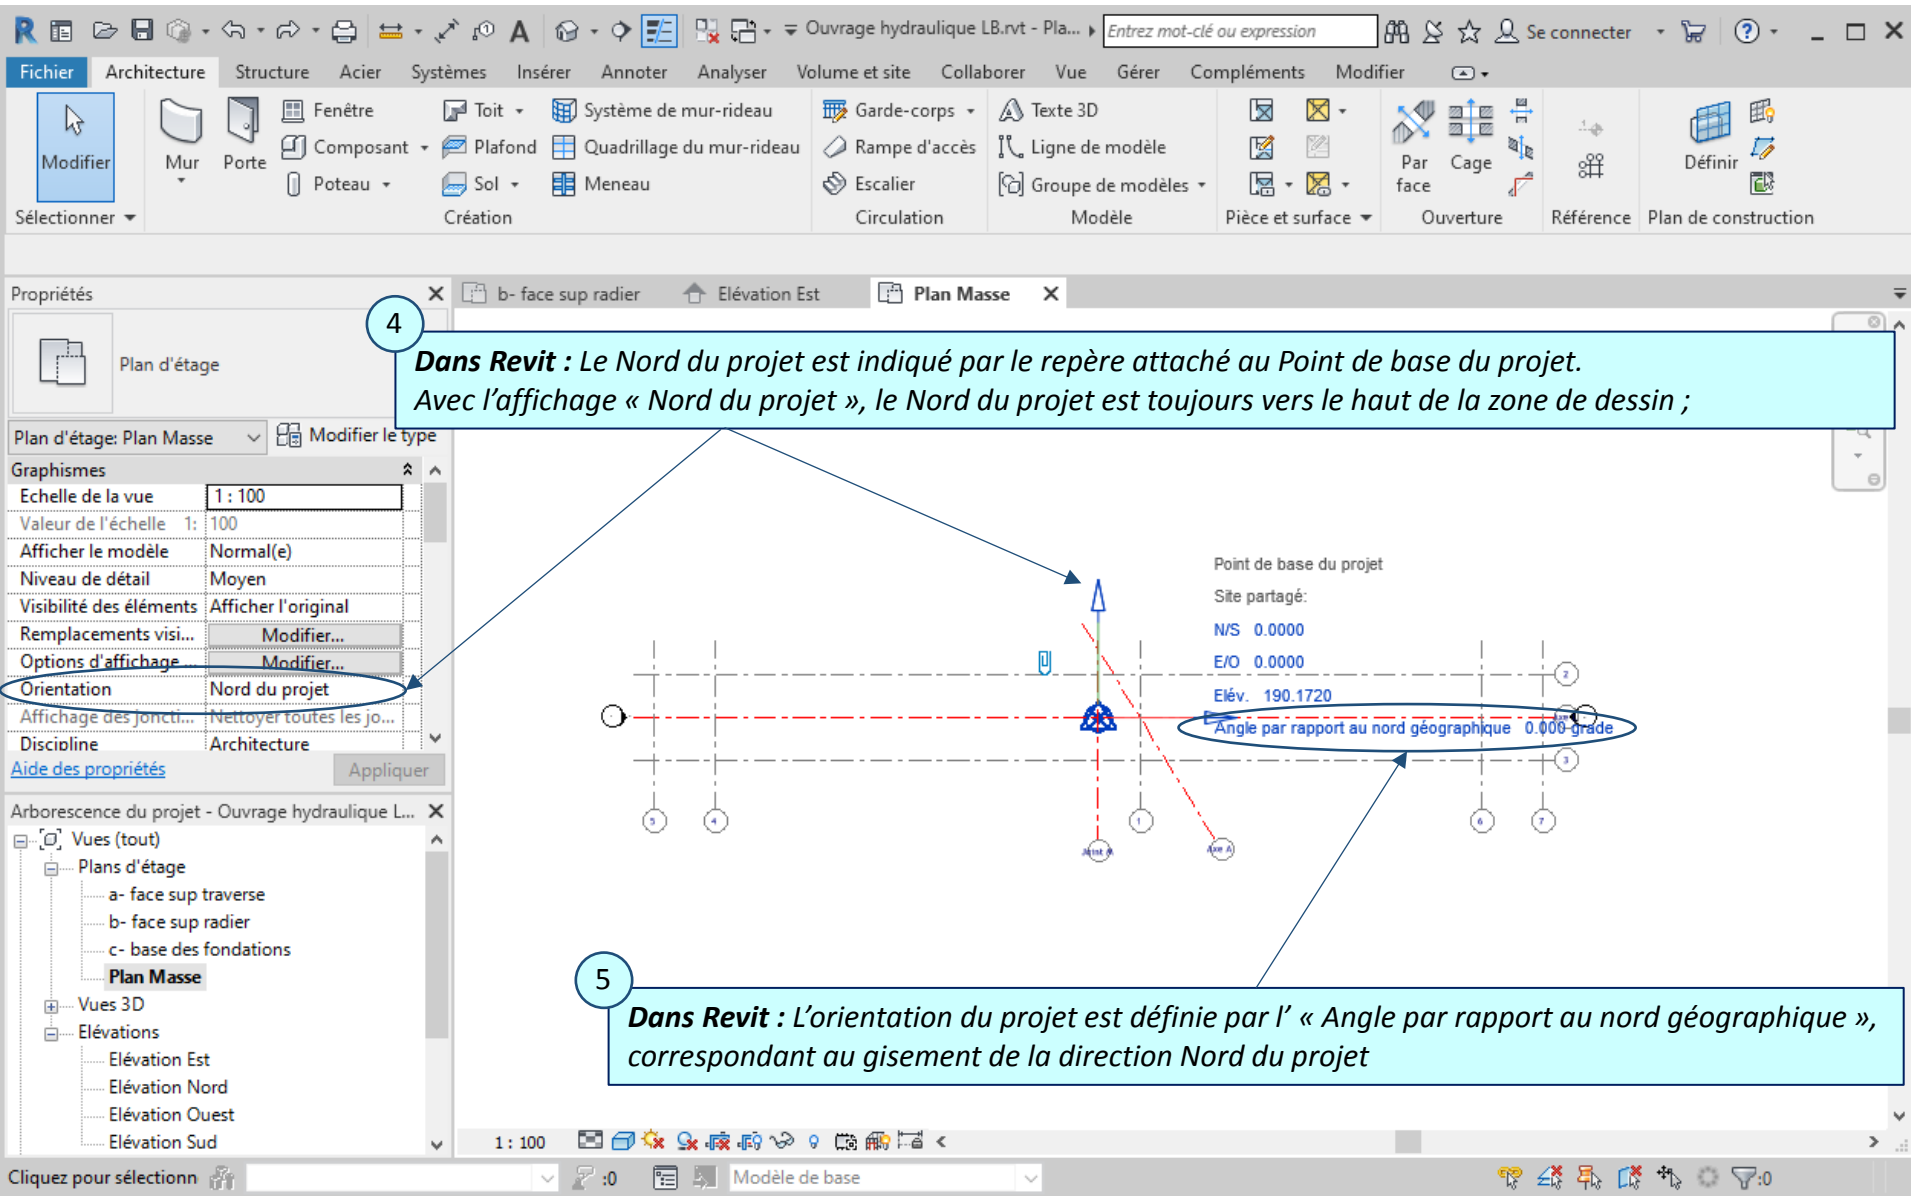 Ouvrage hydraulique LB.rvt - Pla...
Entrez mot-clé ou expression
Se connecter
Fichier Architecture Structure Acier Systèmes Insérer Annoter Analyser Volume et site Collaborer Vue Gérer Compléments Modifier
Modifier
Mur
Porte
Fenêtre
Composant
Poteau
Toit
Plafond
Sol
Système de mur-rideau
Quadrillage du mur-rideau
Meneau
Garde-corps
Rampe d'accès
Escalier
Texte 3D
Ligne de modèle
Groupe de modèles
Par face
Cage
Définir
Sélectionner Création Circulation Modèle Pièce et surface Ouverture Référence Plan de construction
Propriétés
b- face sup radier
Elévation Est
Plan Masse
Plan d'étage
4
Dans Revit : Le Nord du projet est indiqué par le repère attaché au Point de base du projet.
Avec l'affichage « Nord du projet », le Nord du projet est toujours vers le haut de la zone de dessin ;
Plan d'étage: Plan Masse
Modifier le type
Graphismes
Echelle de la vue 1 : 100
Valeur de l'échelle 1: 100
Afficher le modèle Normal(e)
Niveau de détail Moyen
Visibilité des éléments Afficher l'original
Remplacements visi... Modifier...
Options d'affichage ... Modifier...
Orientation Nord du projet
Affichage des joncti... Nettoyer toutes les jo...
Discipline Architecture
Aide des propriétés
Appliquer
Point de base du projet
Site partagé:
N/S 0.0000
E/O 0.0000
Elév. 190.1720
Angle par rapport au nord géographique 0.000 grade
2
3
5
4
1
6
7
Joint A
Axe A
Arborescence du projet - Ouvrage hydraulique L...
Vues (tout)
Plans d'étage
a- face sup traverse
b- face sup radier
c- base des fondations
Plan Masse
Vues 3D
Elévations
Elévation Est
Elévation Nord
Elévation Ouest
Elévation Sud
5
Dans Revit : L'orientation du projet est définie par l' « Angle par rapport au nord géographique »,
correspondant au gisement de la direction Nord du projet
1 : 100
Cliquez pour sélectionn
:0
Modèle de base
:0